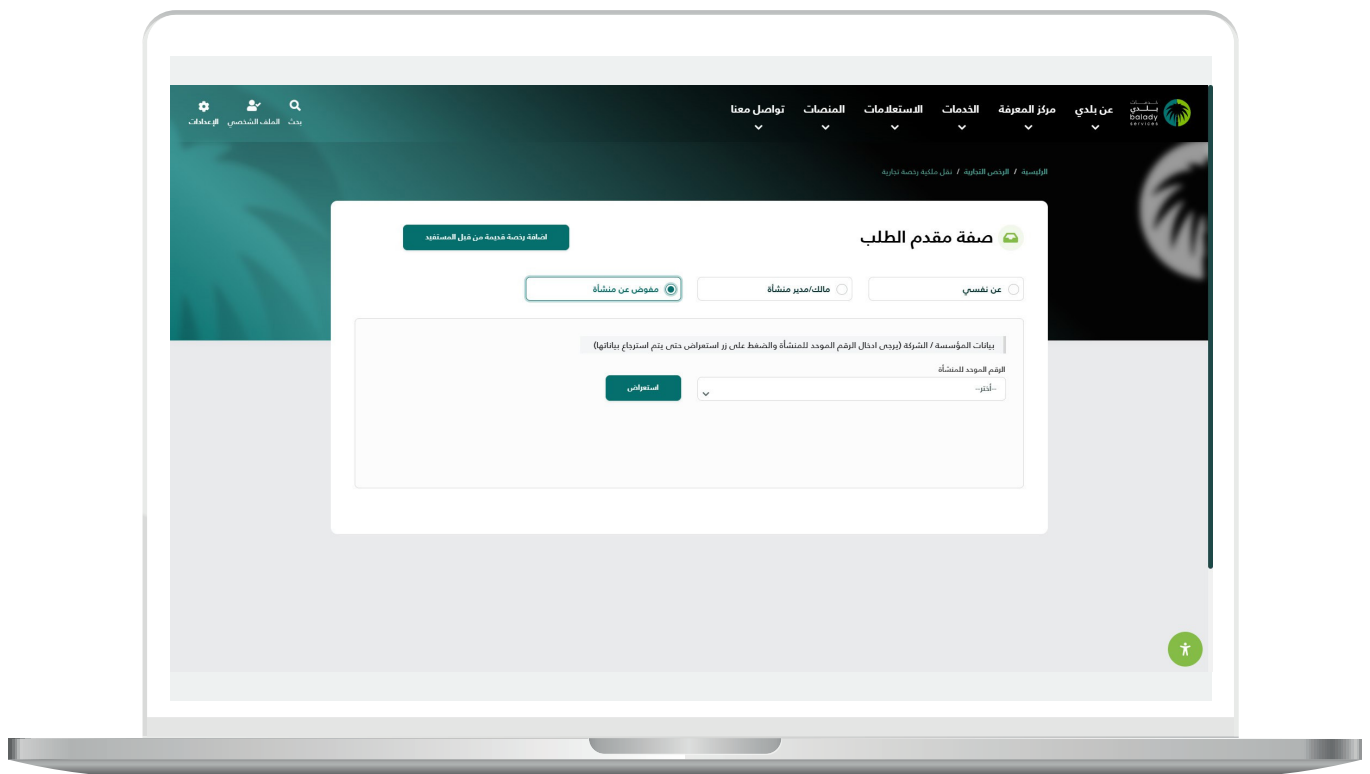 خدمات
بلدي
balady
services
عن بلدي
مركز المعرفة
الخدمات
الاستعلامات
المنصات
تواصل معنا
بحث
الملف الشخصي
الإعدادات
الرئيسية / الرخص التجارية / نقل ملكية رخصة تجارية
صفة مقدم الطلب
اضافة رخصة قديمة من قبل المستفيد
عن نفسي
مالك/مدير منشأة
مفوض عن منشأة
بيانات المؤسسة / الشركة (يرجى ادخال الرقم الموحد للمنشأة والضغط على زر استعراض حتى يتم استرجاع بياناتها)
الرقم الموحد للمنشأة
--أختر--
استعراض